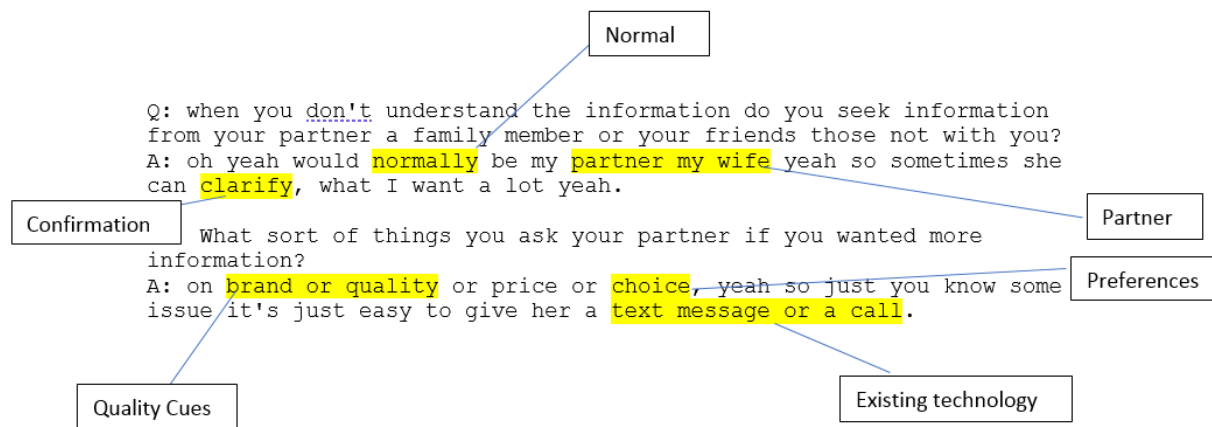 Normal
Q: when you don't understand the information do you seek information
from your partner a family member or your friends those not with you?
A: oh yeah would normally be my partner my wife yeah so sometimes she
can clarify, what I want a lot yeah.
Confirmation
Partner
What sort of things you ask your partner if you wanted more
information?
A: on brand or quality or price or choice, yeah so just you know some
issue it's just easy to give her a text message or a call.
Preferences
Quality Cues
Existing technology